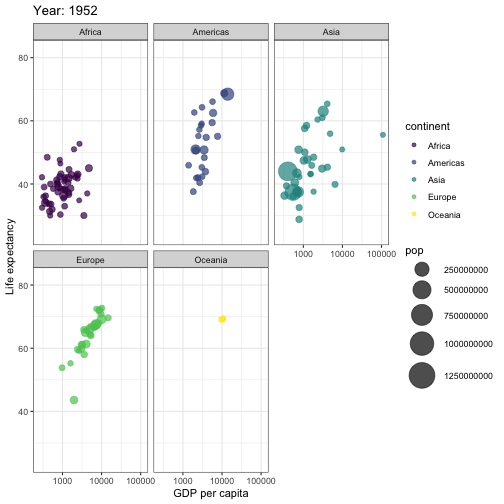 Year: 1952
Africa
Americas
Asia
80
60
40
1000
10000
100000
Europe
Oceania
80
60
40
1000
10000
100000
1000
10000
100000
Life expectancy
GDP per capita
continent
Africa
Americas
Asia
Europe
Oceania
pop
250000000
500000000
750000000
1000000000
1250000000